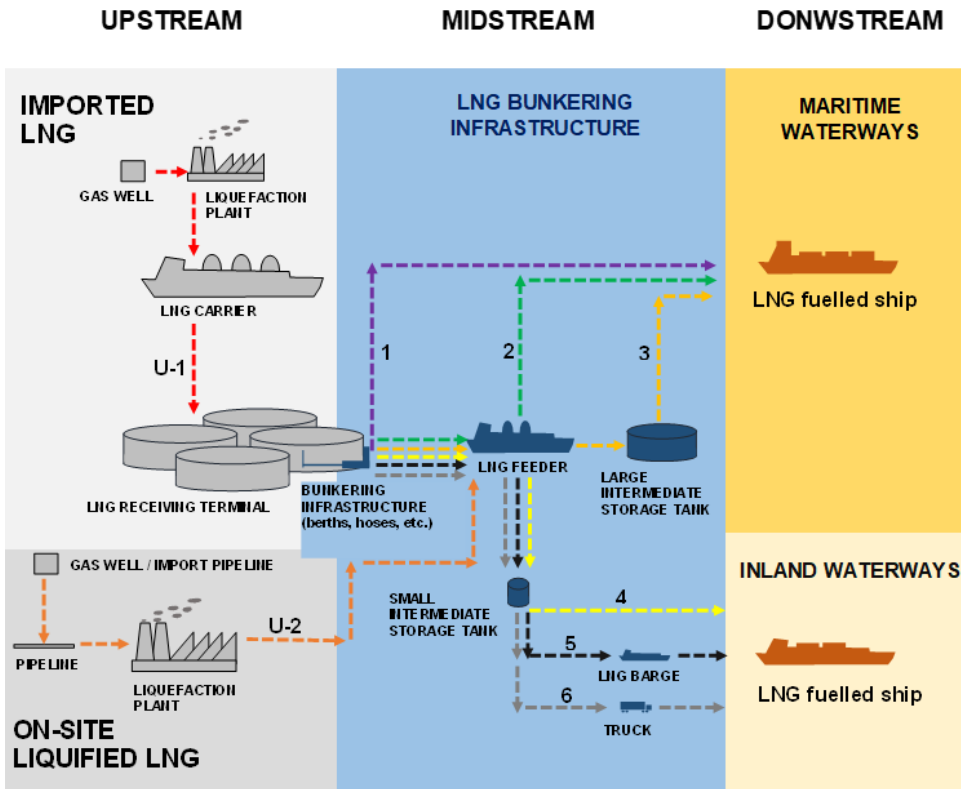 UPSTREAM
MIDSTREAM
DONWSTREAM
IMPORTED
LNG
LNG BUNKERING
INFRASTRUCTURE
MARITIME
WATERWAYS
GAS WELL
LIQUEFACTION
PLANT
LNG CARRIER
LNG fuelled ship
U-1
1
2
3
LNG RECEIVING TERMINAL
BUNKERING
INFRASTRUCTURE
(berths, hoses, etc.)
LNG FEEDER
LARGE
INTERMEDIATE
STORAGE TANK
GAS WELL / IMPORT PIPELINE
INLAND WATERWAYS
SMALL
INTERMEDIATE
STORAGE TANK
4
U-2
PIPELINE
LIQUEFACTION
PLANT
5
LNG BARGE
LNG fuelled ship
6
TRUCK
ON-SITE
LIQUIFIED LNG